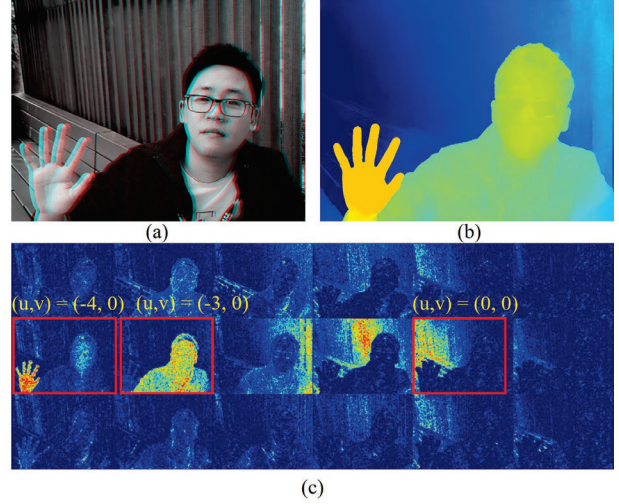 (a)
(b)
(u,v) = (-4, 0)
(u,v) = (-3, 0)
(u,v) = (0, 0)
(c)